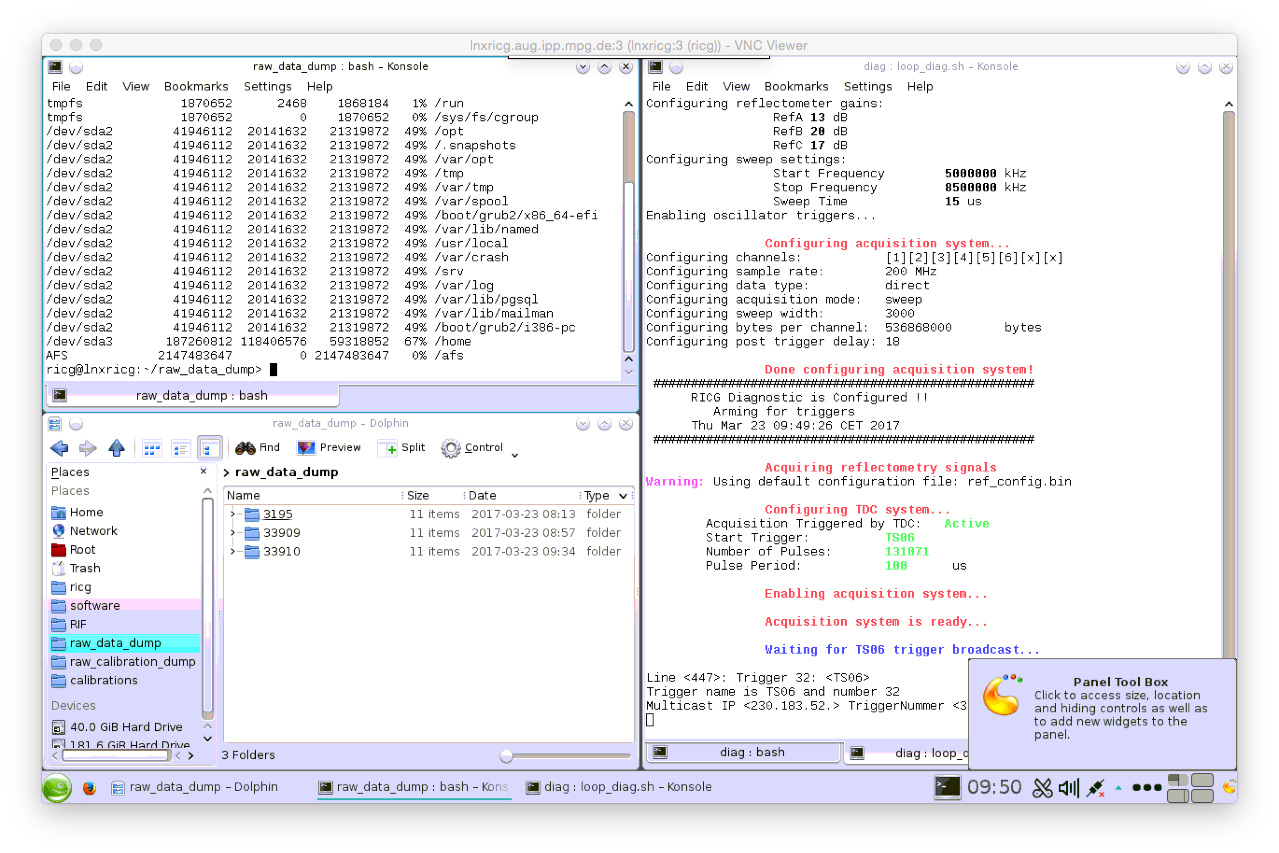 lnxricg.aug.ipp.mpg.de:3 (lnxricg:3 (ricg)) - VNC Viewer
raw_data_dump : bash – Konsole
File Edit View Bookmarks Settings Help
tmpfs 1870652 2468 1868184 1% /run
tmpfs 1870652 0 1870652 0% /sys/fs/cgroup
/dev/sda2 41946112 20141632 21319872 49% /opt
/dev/sda2 41946112 20141632 21319872 49% /.snapshots
/dev/sda2 41946112 20141632 21319872 49% /var/opt
/dev/sda2 41946112 20141632 21319872 49% /tmp
/dev/sda2 41946112 20141632 21319872 49% /var/tmp
/dev/sda2 41946112 20141632 21319872 49% /var/spool
/dev/sda2 41946112 20141632 21319872 49% /boot/grub2/x86_64-efi
/dev/sda2 41946112 20141632 21319872 49% /var/lib/named
/dev/sda2 41946112 20141632 21319872 49% /usr/local
/dev/sda2 41946112 20141632 21319872 49% /var/crash
/dev/sda2 41946112 20141632 21319872 49% /srv
/dev/sda2 41946112 20141632 21319872 49% /var/log
/dev/sda2 41946112 20141632 21319872 49% /var/lib/pgsql
/dev/sda2 41946112 20141632 21319872 49% /var/lib/mailman
/dev/sda2 41946112 20141632 21319872 49% /boot/grub2/i386-pc
/dev/sda3 187260812 118406576 59318852 67% /home
AFS 2147483647 0 2147483647 0% /afs
ricg@lnxricg:~/raw_data_dump>
raw_data_dump : bash
raw_data_dump – Dolphin
Find Preview Split Control
Places
Places
Home
Network
Root
Trash
ricg
software
RIF
raw_data_dump
raw_calibration_dump
calibrations
Devices
40.0 GiB Hard Drive
181.6 GiB Hard Drive
> raw_data_dump
Name Size Date Type
3195 11 items 2017-03-23 08:13 folder
33909 11 items 2017-03-23 08:57 folder
33910 11 items 2017-03-23 09:34 folder
3 Folders
diag : loop_diag.sh – Konsole
File Edit View Bookmarks Settings Help
Configuring reflectometer gains:
RefA 13 dB
RefB 20 dB
RefC 17 dB
Configuring sweep settings:
Start Frequency 5000000 kHz
Stop Frequency 8500000 kHz
Sweep Time 15 us
Enabling oscillator triggers...
Configuring acquisition system...
Configuring channels: [1][2][3][4][5][6][x][x]
Configuring sample rate: 200 MHz
Configuring data type: direct
Configuring acquisition mode: sweep
Configuring sweep width: 3000
Configuring bytes per channel: 536868000 bytes
Configuring post trigger delay: 18
Done configuring acquisition system!
###################################################
RICG Diagnostic is Configured !!
Arming for triggers
Thu Mar 23 09:49:26 CET 2017
###################################################
Acquiring reflectometry signals
Warning: Using default configuration file: ref_config.bin
Configuring TDC system...
Acquisition Triggered by TDC: Active
Start Trigger: TS06
Number of Pulses: 131071
Pulse Period: 100 us
Enabling acquisition system...
Acquisition system is ready...
Waiting for TS06 trigger broadcast...
Line <447>: Trigger 32: <TS06>
Trigger name is TS06 and number 32
Multicast IP <230.183.52.> TriggerNummer <3
diag : bash
diag : loop_d
Panel Tool Box
Click to access size, location
and hiding controls as well as
to add new widgets to the
panel.
raw_data_dump – Dolphin
raw_data_dump : bash – Kons
diag : loop_diag.sh – Konsole
09:50